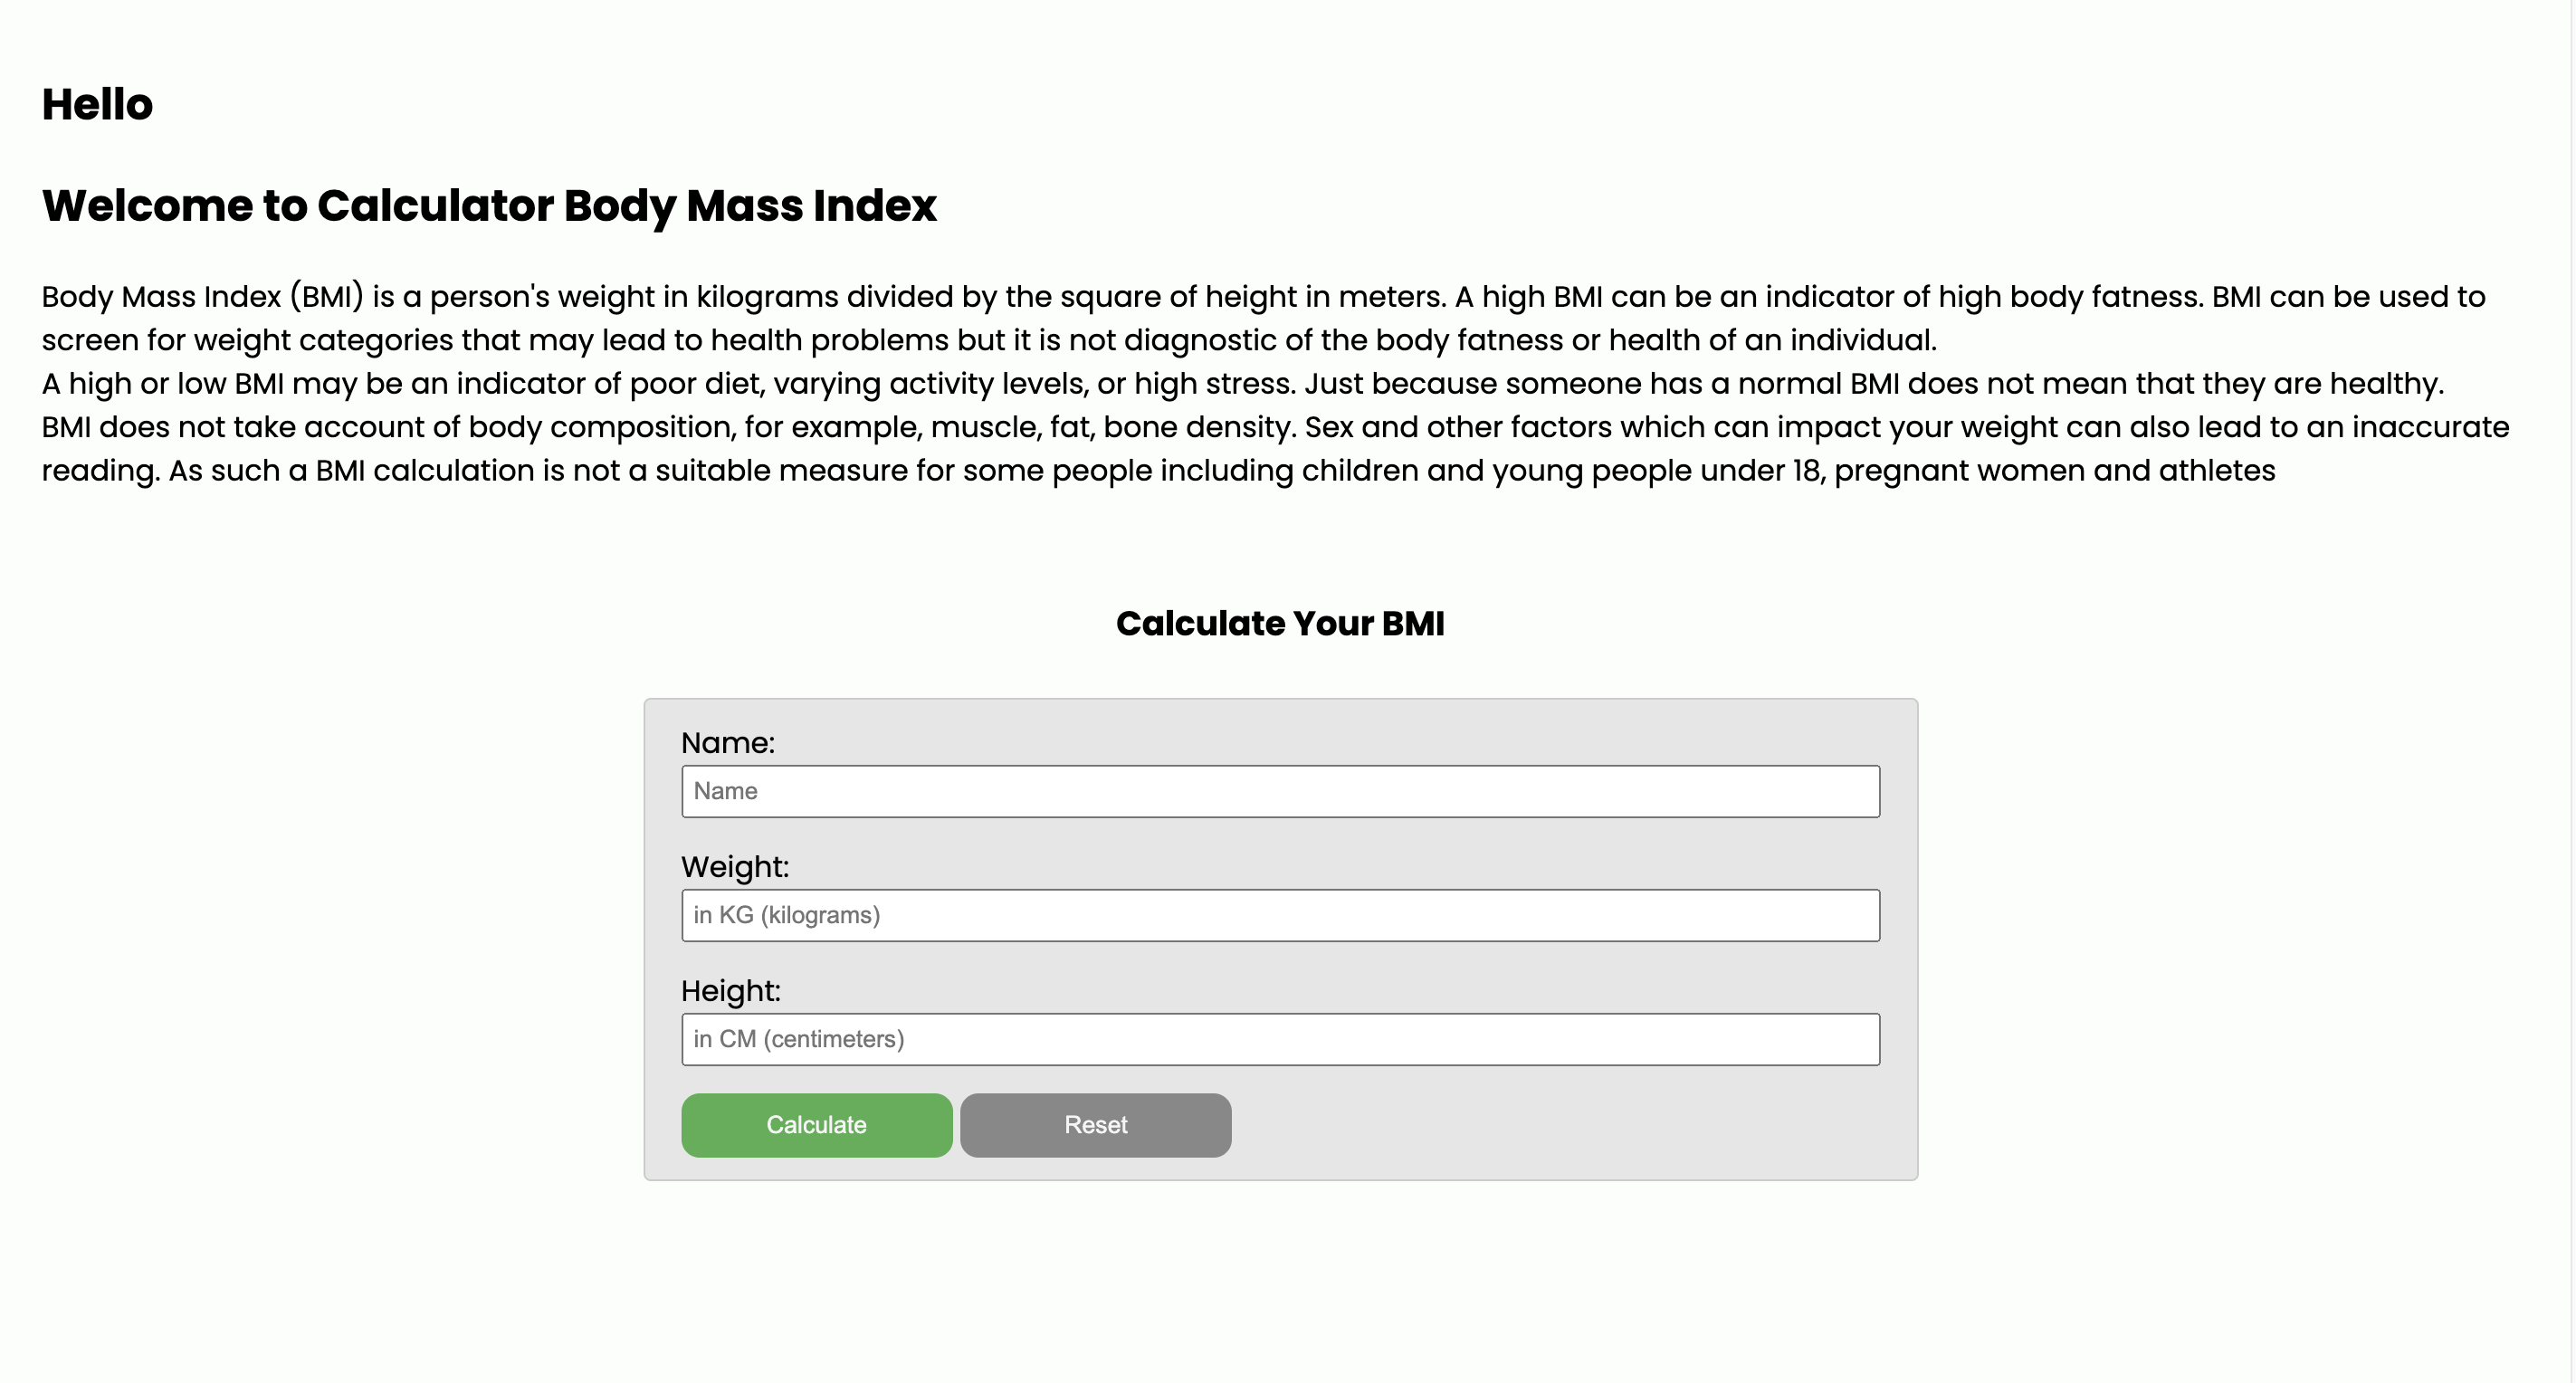 Hello
Welcome to Calculator Body Mass Index
Body Mass Index (BMI) is a person's weight in kilograms divided by the square of height in meters. A high BMI can be an indicator of high body fatness. BMI can be used to
screen for weight categories that may lead to health problems but it is not diagnostic of the body fatness or health of an individual.
A high or low BMI may be an indicator of poor diet, varying activity levels, or high stress. Just because someone has a normal BMI does not mean that they are healthy.
BMI does not take account of body composition, for example, muscle, fat, bone density. Sex and other factors which can impact your weight can also lead to an inaccurate
reading. As such a BMI calculation is not a suitable measure for some people including children and young people under 18, pregnant women and athletes
Calculate Your BMI
Name:
Name
Weight:
in KG (kilograms)
Height:
in CM (centimeters)
Calculate Reset